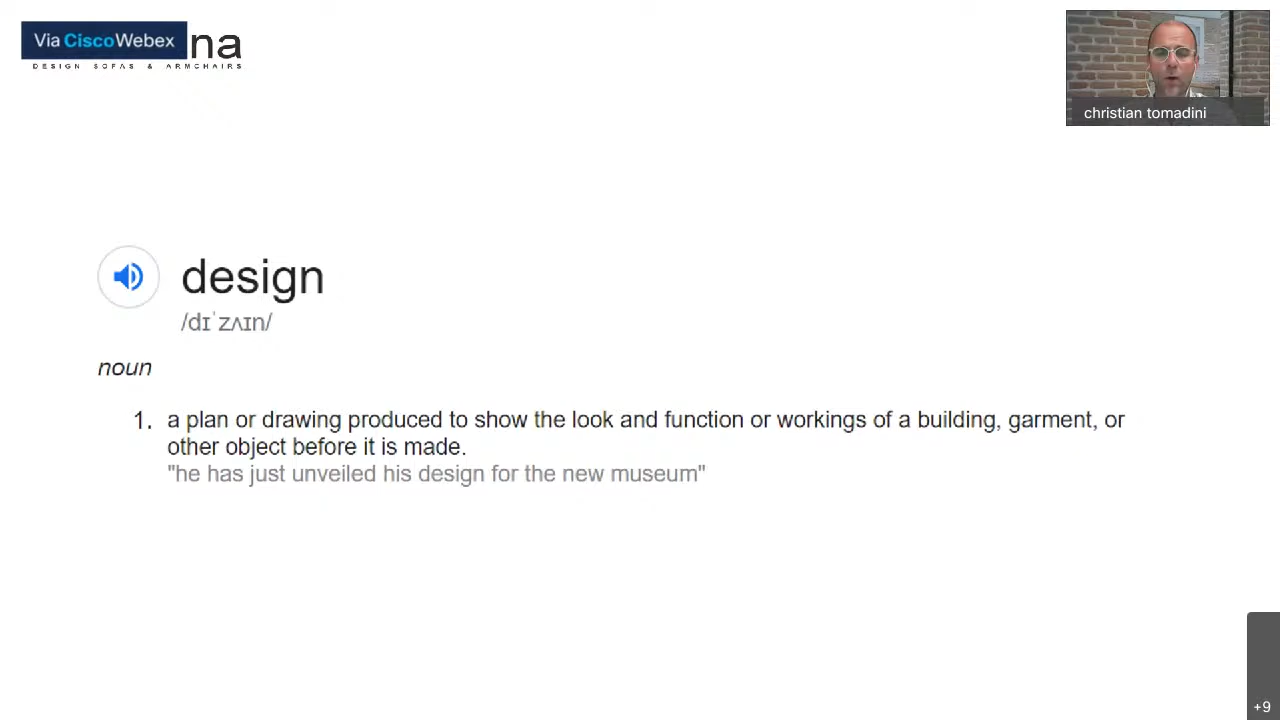 Via CiscoWebex
na
DESIGN SOFAS & ARMCHAIRS
christian tomadini
design
/dɪˈzʌɪn/
noun
1. a plan or drawing produced to show the look and function or workings of a building, garment, or
other object before it is made.
"he has just unveiled his design for the new museum"
+9